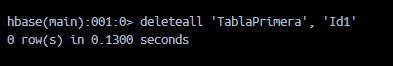 hbase(main):001:0> deleteall 'TablaPrimera', 'Id1'
0 row(s) in 0.1300 seconds